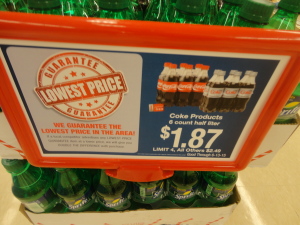 GUARANTEE
LOWEST PRICE
GUARANTEE
WE GUARANTEE THE
LOWEST PRICE IN THE AREA!
Coke Products
6 count half liter
$1.87
LIMIT 4, All Others $2.49
Sprite